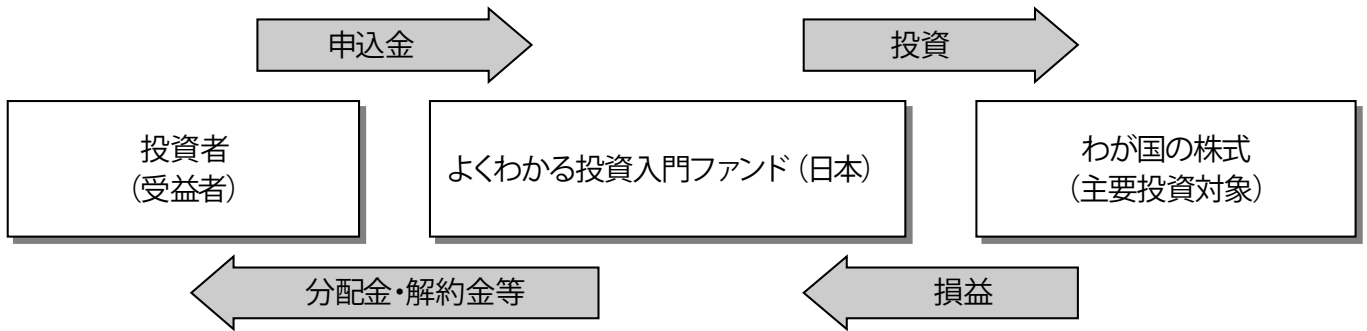 申込金
投資
投資者
（受益者）
よくわかる投資入門ファンド（日本）
わが国の株式
（主要投資対象）
分配金・解約金等
損益